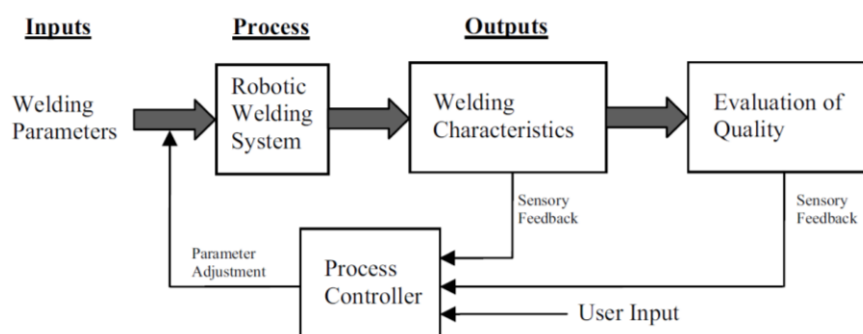 Inputs
Process
Outputs
Welding
Parameters
Robotic
Welding
System
Welding
Characteristics
Evaluation of
Quality
Sensory
Feedback
Sensory
Feedback
Parameter
Adjustment
Process
Controller
User Input